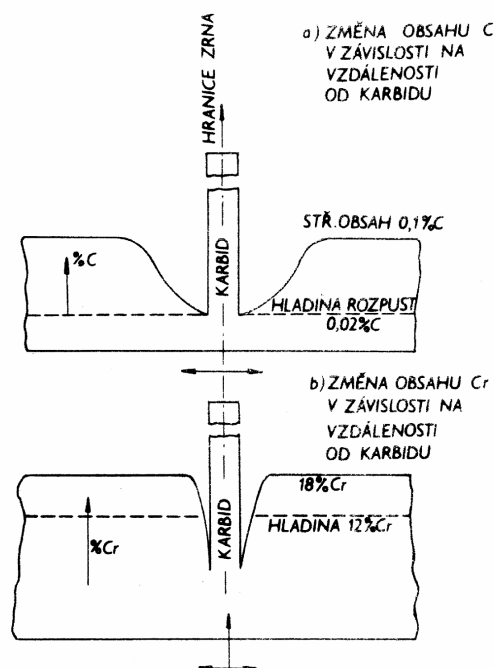 a) ZMĚNA OBSAHU C
V ZÁVISLOSTI NA
VZDÁLENOSTI
OD KARBIDU
HRANICE ZRNA
STŘ. OBSAH 0,1%C
%C
KARBID
HLADINA ROZPUST
0,02%C
b) ZMĚNA OBSAHU Cr
V ZÁVISLOSTI NA
VZDÁLENOSTI
OD KARBIDU
18%Cr
HLADINA 12%Cr
%Cr
KARBID